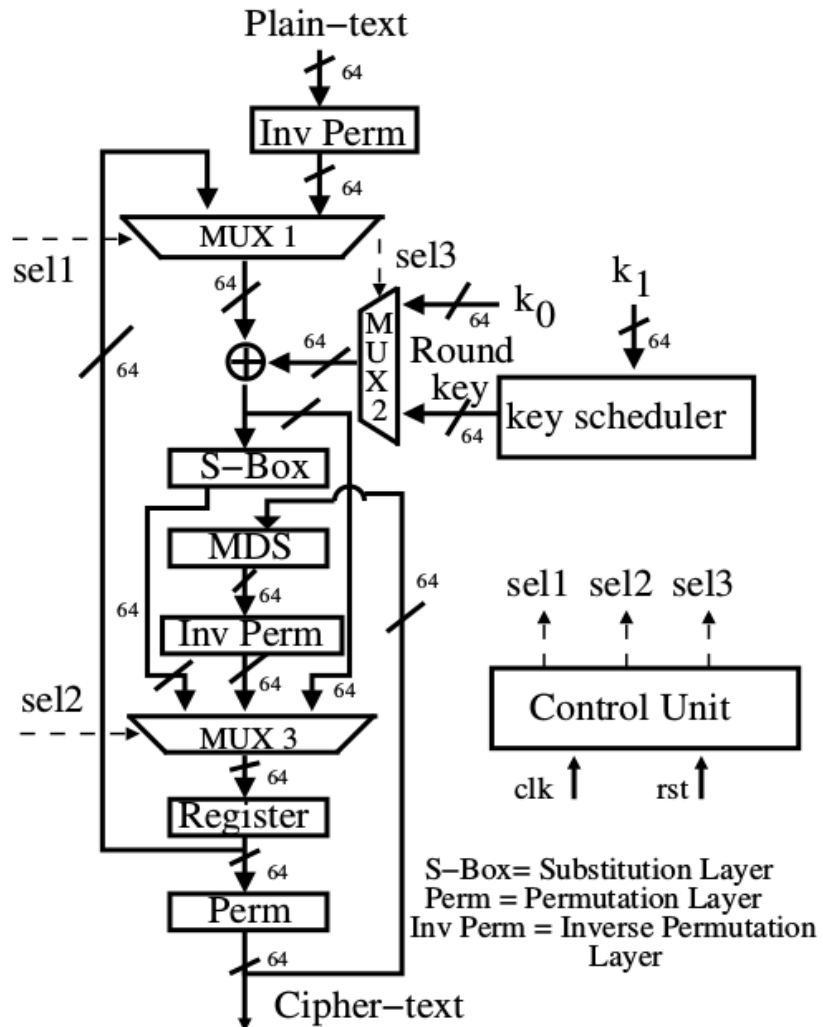 Plain-text
64
Inv Perm
64
MUX 1
sel1
sel3
64
k0
64
k1
64
64
MUX2
Round
key
64
key scheduler
64
S-Box
MDS
64
64
64
Inv Perm
64
64
sel2
MUX 3
64
Register
64
Perm
64
Cipher-text
sel1 sel2 sel3
Control Unit
clk rst
S-Box= Substitution Layer
Perm = Permutation Layer
Inv Perm = Inverse Permutation
Layer